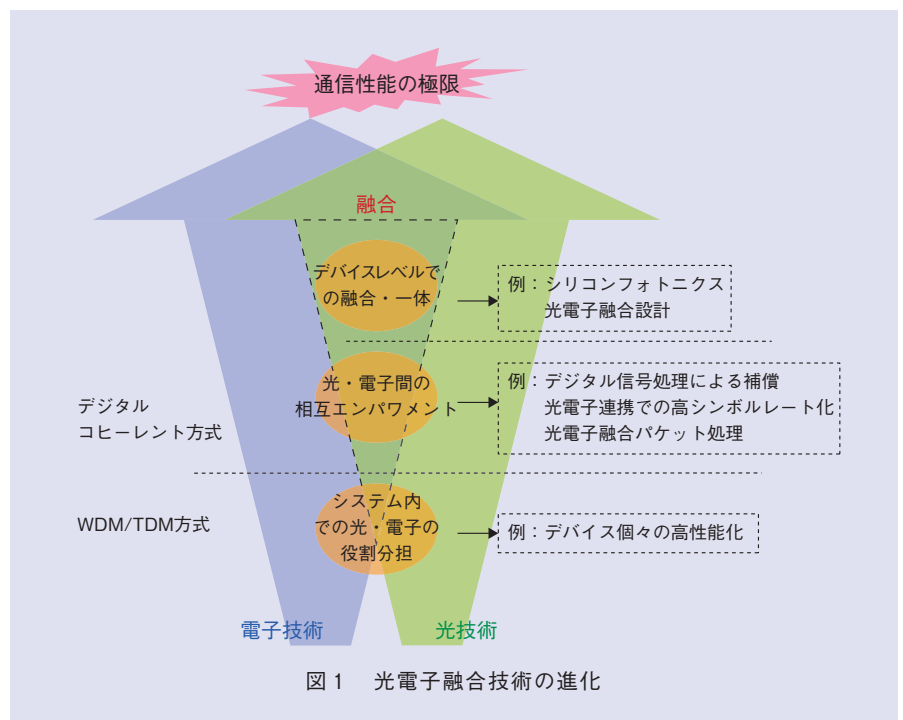 通信性能の極限
融合
デバイスレベルで
の融合・一体
例：シリコンフォトニクス
光電子融合設計
光・電子間の
相互エンパワメント
例：デジタル信号処理による補償
光電子連携での高シンボルレート化
光電子融合パケット処理
デジタル
コヒーレント方式
システム内
での光・電子の
役割分担
WDM/TDM方式
例：デバイス個々の高性能化
電子技術
光技術
図1　光電子融合技術の進化